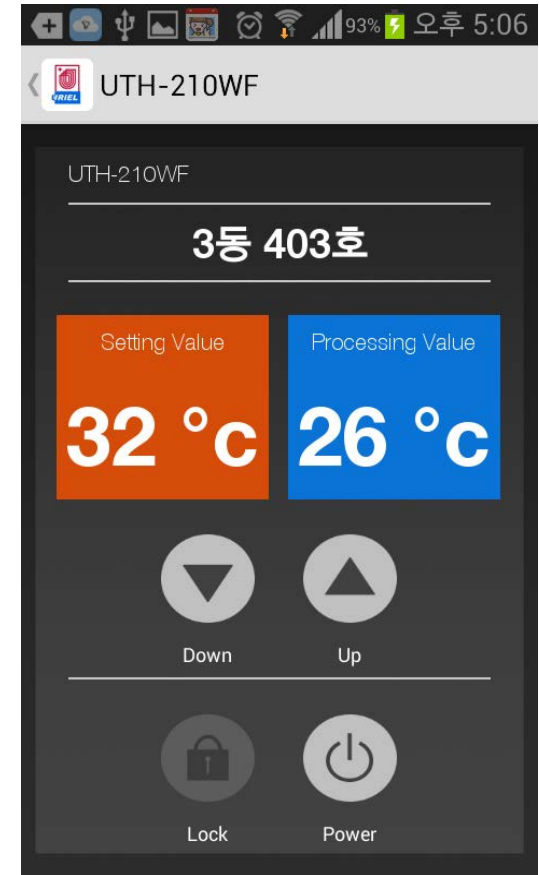 93% 오후 5:06
URIEL UTH-210WF
UTH-210WF
3동 403호
Setting Value Processing Value
32 °c 26 °c
Down Up
Lock Power